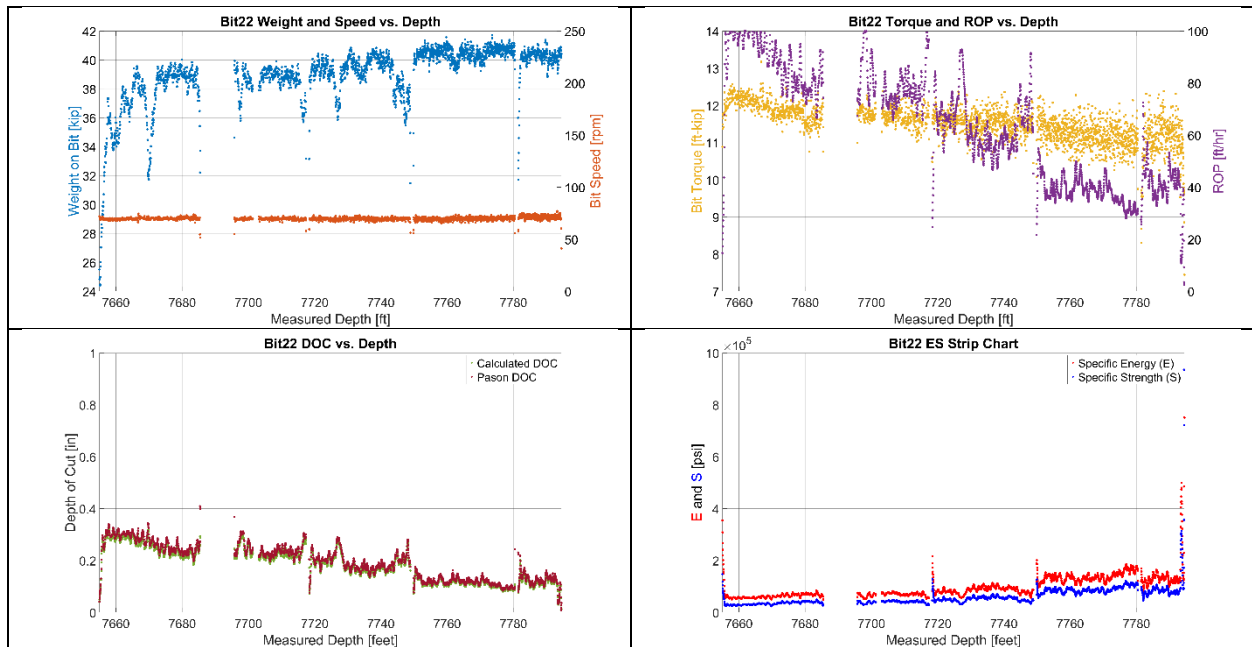 Bit22 Weight and Speed vs. Depth
42
40
38
36
34
32
30
28
26
24
Weight on Bit [kip]
250
200
150
100
50
0
Bit Speed [rpm]
7660 7680 7700 7720 7740 7760 7780
Measured Depth [ft]
Bit22 Torque and ROP vs. Depth
14
13
12
11
10
9
8
7
Bit Torque [ft-kip]
100
80
60
40
20
0
ROP [ft/hr]
7660 7680 7700 7720 7740 7760 7780
Measured Depth [ft]
Bit22 DOC vs. Depth
1
0.8
0.6
0.4
0.2
0
Depth of Cut [in]
Calculated DOC
Pason DOC
7660 7680 7700 7720 7740 7760 7780
Measured Depth [feet]
Bit22 ES Strip Chart
×10⁵
10
8
6
4
2
0
E and S [psi]
Specific Energy (E)
Specific Strength (S)
7660 7680 7700 7720 7740 7760 7780
Measured Depth [feet]